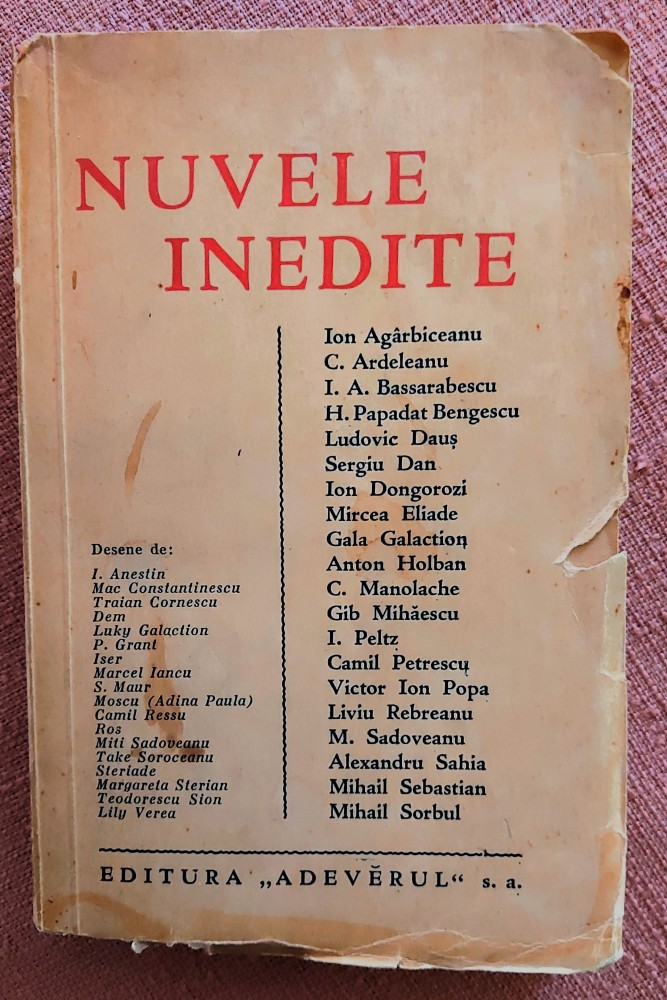 NUVELE
INEDITE
Ion Agârbiceanu
C. Ardeleanu
I. A. Bassarabescu
H. Papadat Bengescu
Ludovic Dauș
Sergiu Dan
Ion Dongorozi
Mircea Eliade
Gala Galaction
Anton Holban
C. Manolache
Gib Mihăescu
I. Peltz
Camil Petrescu
Victor Ion Popa
Liviu Rebreanu
M. Sadoveanu
Alexandru Sahia
Mihail Sebastian
Mihail Sorbul
Desene de:
I. Anestin
Mac Constantinescu
Traian Cornescu
Dem
Luky Galaction
P. Grant
Iser
Marcel Iancu
S. Maur
Moscu (Adina Paula)
Camil Ressu
Ros
Miti Sadoveanu
Take Soroceanu
Steriade
Margareta Sterian
Teodorescu Sion
Lily Verea
EDITURA „ADEVĔRUL“ s. a.